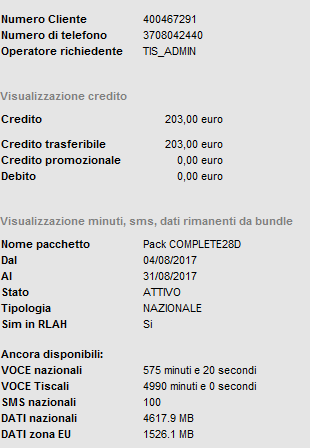 Numero Cliente 400467291
Numero di telefono 3708042440
Operatore richiedente TIS_ADMIN
Visualizzazione credito
Credito 203,00 euro
Credito trasferibile 203,00 euro
Credito promozionale 0,00 euro
Debito 0,00 euro
Visualizzazione minuti, sms, dati rimanenti da bundle
Nome pacchetto Pack COMPLETE28D
Dal 04/08/2017
Al 31/08/2017
Stato ATTIVO
Tipologia NAZIONALE
Sim in RLAH Si
Ancora disponibili:
VOCE nazionali 575 minuti e 20 secondi
VOCE Tiscali 4990 minuti e 0 secondi
SMS nazionali 100
DATI nazionali 4617.9 MB
DATI zona EU 1526.1 MB